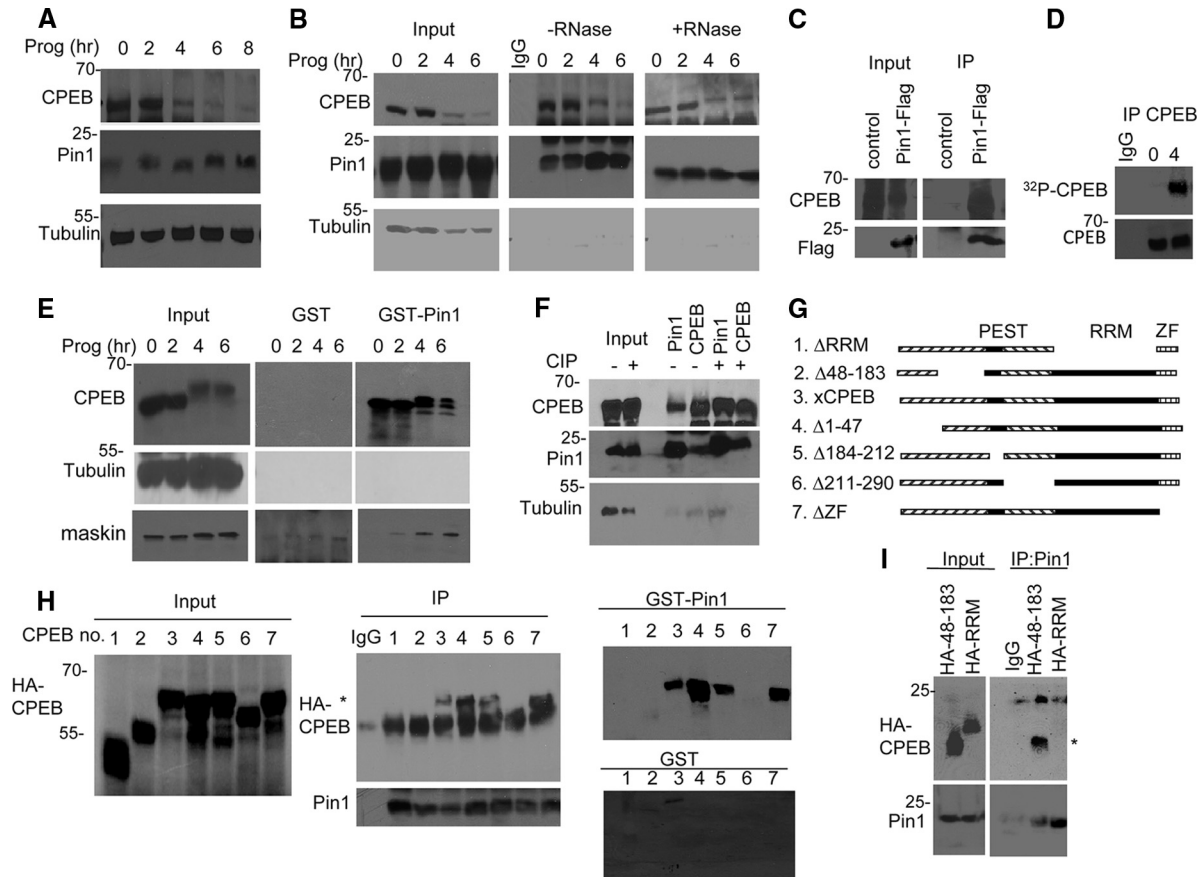 A
Prog (hr) 0 2 4 6 8
70-
CPEB
25-
Pin1
55-
Tubulin
B
Input -RNase +RNase
Prog (hr) 0 2 4 6 IgG 0 2 4 6 0 2 4 6
70-
CPEB
25-
Pin1
55-
Tubulin
C
Input IP
control Pin1-Flag control Pin1-Flag
70-
CPEB
25-
Flag
D
IP CPEB
IgG 0 4
32P-CPEB
70-
CPEB
E
Input GST GST-Pin1
Prog (hr) 0 2 4 6 0 2 4 6 0 2 4 6
70-
CPEB
55-
Tubulin
maskin
F
Input Pin1 CPEB Pin1 CPEB
CIP - + - - + +
70-
CPEB
25-
Pin1
55-
Tubulin
G
PEST RRM ZF
1. ΔRRM
2. Δ48-183
3. xCPEB
4. Δ1-47
5. Δ184-212
6. Δ211-290
7. ΔZF
H
Input IP GST-Pin1
CPEB no. 1 2 3 4 5 6 7
70-
HA-CPEB
55-
IgG 1 2 3 4 5 6 7
HA- *
CPEB
Pin1
1 2 3 4 5 6 7
GST
1 2 3 4 5 6 7
I
Input IP:Pin1
HA-48-183 HA-RRM IgG HA-48-183 HA-RRM
25-
HA-
CPEB *
25-
Pin1